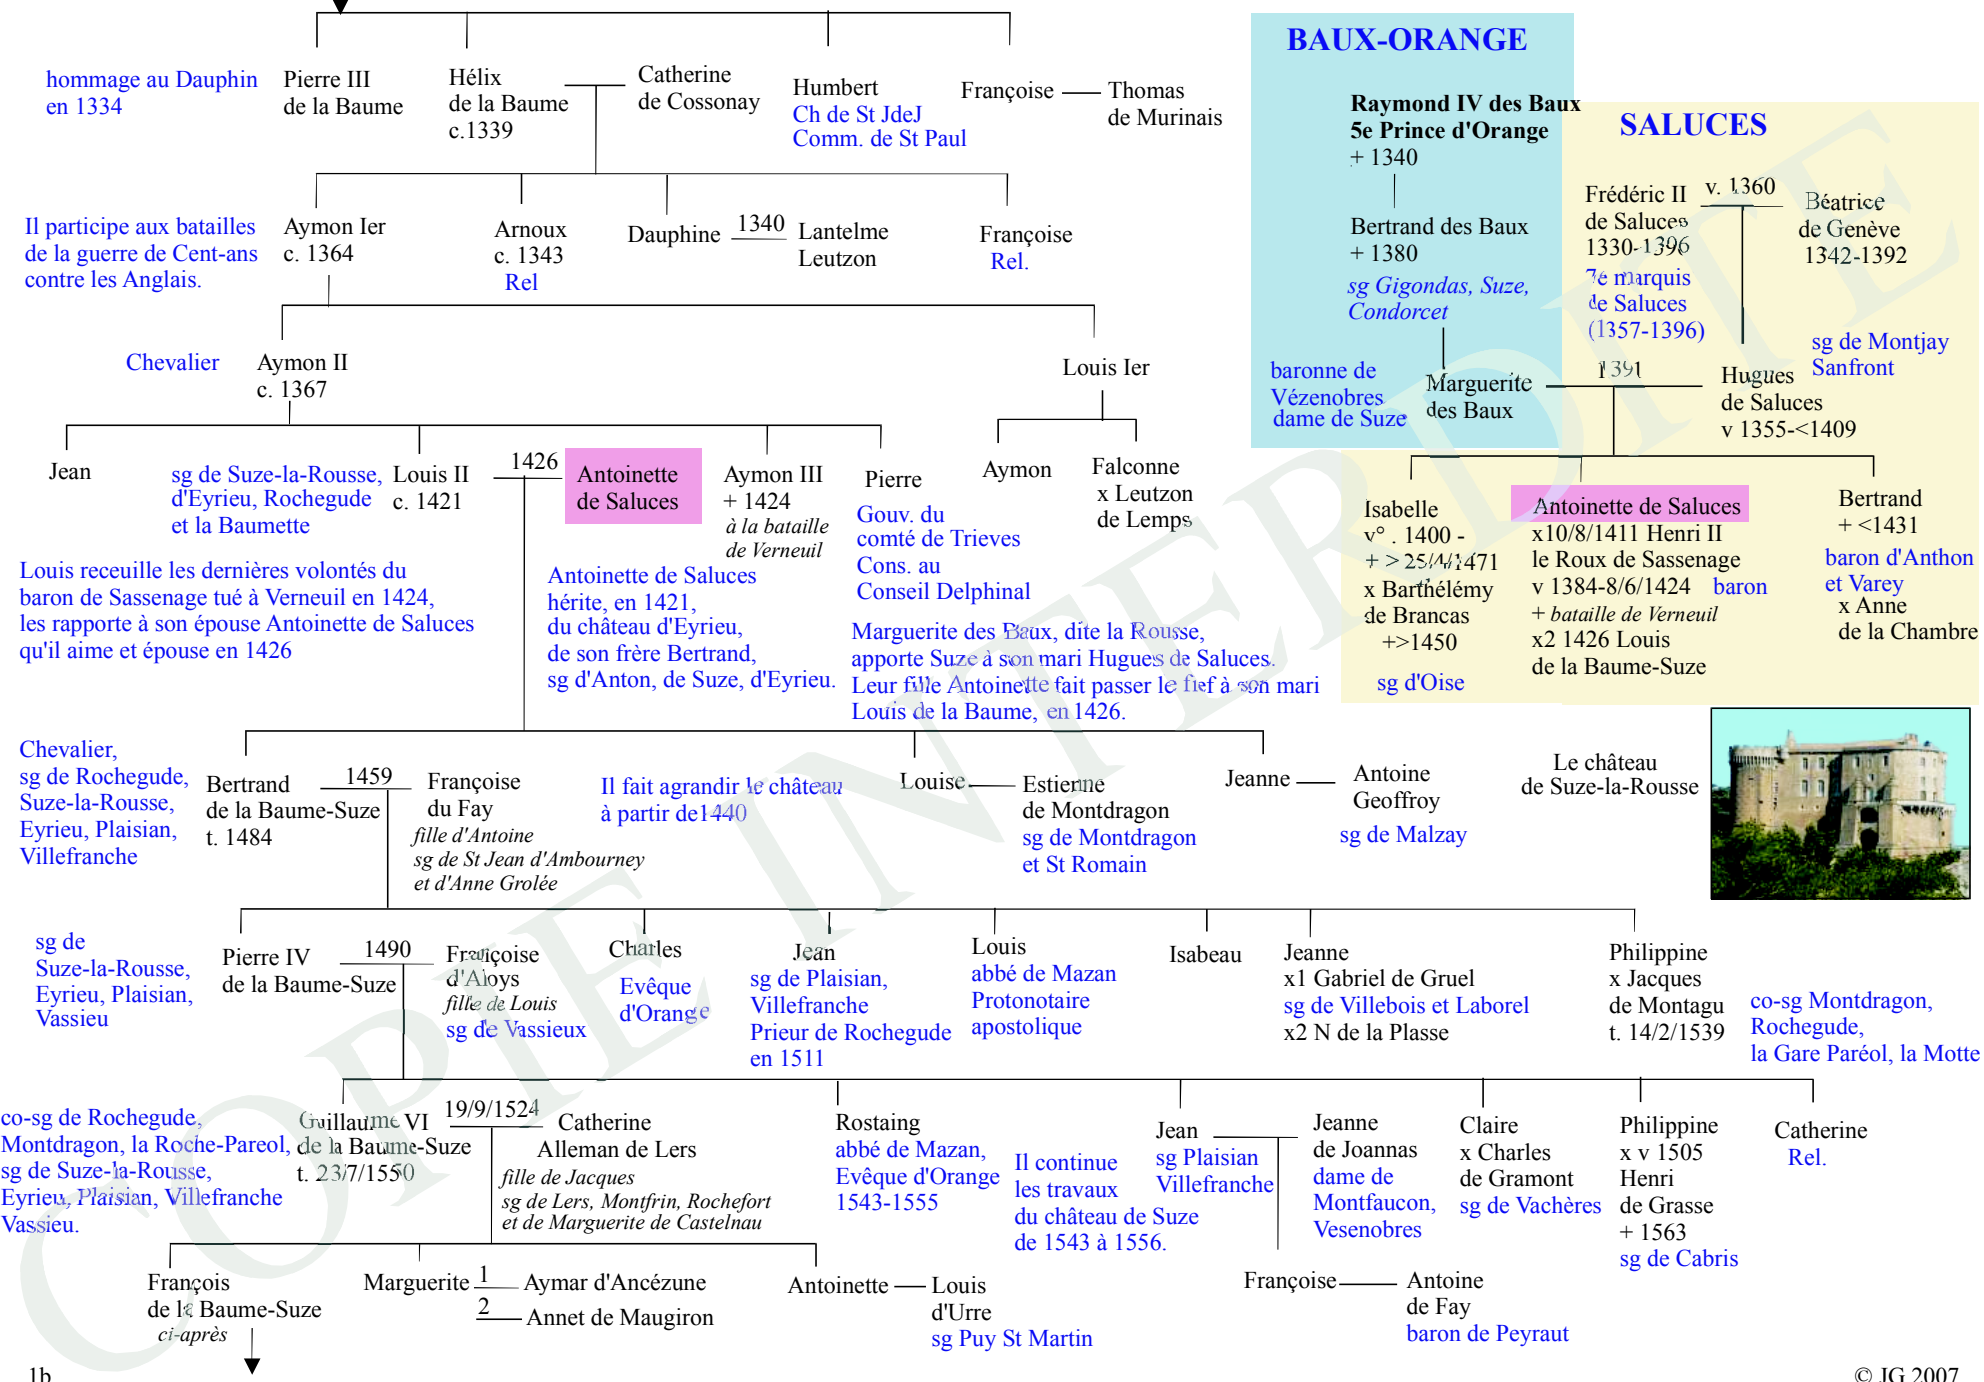 BAUX-ORANGE
SALUCES
hommage au Dauphin
en 1334
Pierre III
de la Baume
Hélix
de la Baume
c.1339
Catherine
de Cossonay
Humbert
Ch de St JdeJ
Comm. de St Paul
Françoise
Thomas
de Murinais
Raymond IV des Baux
5e Prince d'Orange
+ 1340
Il participe aux batailles
de la guerre de Cent-ans
contre les Anglais.
Aymon Ier
c. 1364
Arnoux
c. 1343
Rel
Dauphine
1340
Lantelme
Leutzon
Françoise
Rel.
Bertrand des Baux
+ 1380
sg Gigondas, Suze,
Condorcet
Frédéric II
de Saluces
1330-1396
7e marquis
de Saluces
(1357-1396)
v. 1360
Béatrice
de Genève
1342-1392
Chevalier
Aymon II
c. 1367
Louis Ier
baronne de
Vézenobres
dame de Suze
Marguerite
des Baux
1391
Hugues
de Saluces
v 1355-<1409
sg de Montjay
Sanfront
Jean
sg de Suze-la-Rousse,
d'Eyrieu, Rochegude
et la Baumette
Louis II
c. 1421
1426
Antoinette
de Saluces
Aymon III
+ 1424
à la bataille
de Verneuil
Pierre
Gouv. du
comté de Trieves
Cons. au
Conseil Delphinal
Aymon
Falconne
x Leutzon
de Lemps
Isabelle
v° . 1400 -
+ > 25/4/1471
x Barthélémy
de Brancas
+>1450
sg d'Oise
Antoinette de Saluces
x10/8/1411 Henri II
le Roux de Sassenage
v 1384-8/6/1424 baron
+ bataille de Verneuil
x2 1426 Louis
de la Baume-Suze
Bertrand
+ <1431
baron d'Anthon
et Varey
x Anne
de la Chambre
Louis receuille les dernières volontés du
baron de Sassenage tué à Verneuil en 1424,
les rapporte à son épouse Antoinette de Saluces
qu'il aime et épouse en 1426
Antoinette de Saluces
hérite, en 1421,
du château d'Eyrieu,
de son frère Bertrand,
sg d'Anton, de Suze, d'Eyrieu.
Marguerite des Baux, dite la Rousse,
apporte Suze à son mari Hugues de Saluces.
Leur fille Antoinette fait passer le fief à son mari
Louis de la Baume, en 1426.
Chevalier,
sg de Rochegude,
Suze-la-Rousse,
Eyrieu, Plaisian,
Villefranche
Bertrand
de la Baume-Suze
t. 1484
1459
Françoise
du Fay
fille d'Antoine
sg de St Jean d'Ambourney
et d'Anne Grolée
Il fait agrandir le château
à partir de1440
Louise
Estienne
de Montdragon
sg de Montdragon
et St Romain
Jeanne
Antoine
Geoffroy
sg de Malzay
Le château
de Suze-la-Rousse
sg de
Suze-la-Rousse,
Eyrieu, Plaisian,
Vassieu
Pierre IV
de la Baume-Suze
1490
Françoise
d'Aloys
fille de Louis
sg de Vassieux
Charles
Evêque
d'Orange
Jean
sg de Plaisian,
Villefranche
Prieur de Rochegude
en 1511
Louis
abbé de Mazan
Protonotaire
apostolique
Isabeau
Jeanne
x1 Gabriel de Gruel
sg de Villebois et Laborel
x2 N de la Plasse
Philippine
x Jacques
de Montagu
t. 14/2/1539
co-sg Montdragon,
Rochegude,
la Gare Paréol, la Motte
co-sg de Rochegude,
Montdragon, la Roche-Pareol,
sg de Suze-la-Rousse,
Eyrieu, Plaisian, Villefranche
Vassieu.
Guillaume VI
de la Baume-Suze
t. 23/7/1550
19/9/1524
Catherine
Alleman de Lers
fille de Jacques
sg de Lers, Montfrin, Rochefort
et de Marguerite de Castelnau
Rostaing
abbé de Mazan,
Evêque d'Orange
1543-1555
Il continue
les travaux
du château de Suze
de 1543 à 1556.
Jean
sg Plaisian
Villefranche
Jeanne
de Joannas
dame de
Montfaucon,
Vesenobres
Claire
x Charles
de Gramont
sg de Vachères
Philippine
x v 1505
Henri
de Grasse
+ 1563
sg de Cabris
Catherine
Rel.
François
de la Baume-Suze
ci-après
Marguerite
1
Aymar d'Ancézune
2
Annet de Maugiron
Antoinette
Louis
d'Urre
sg Puy St Martin
Françoise
Antoine
de Fay
baron de Peyraut
1b
© JG 2007
COPIE INTERDITE